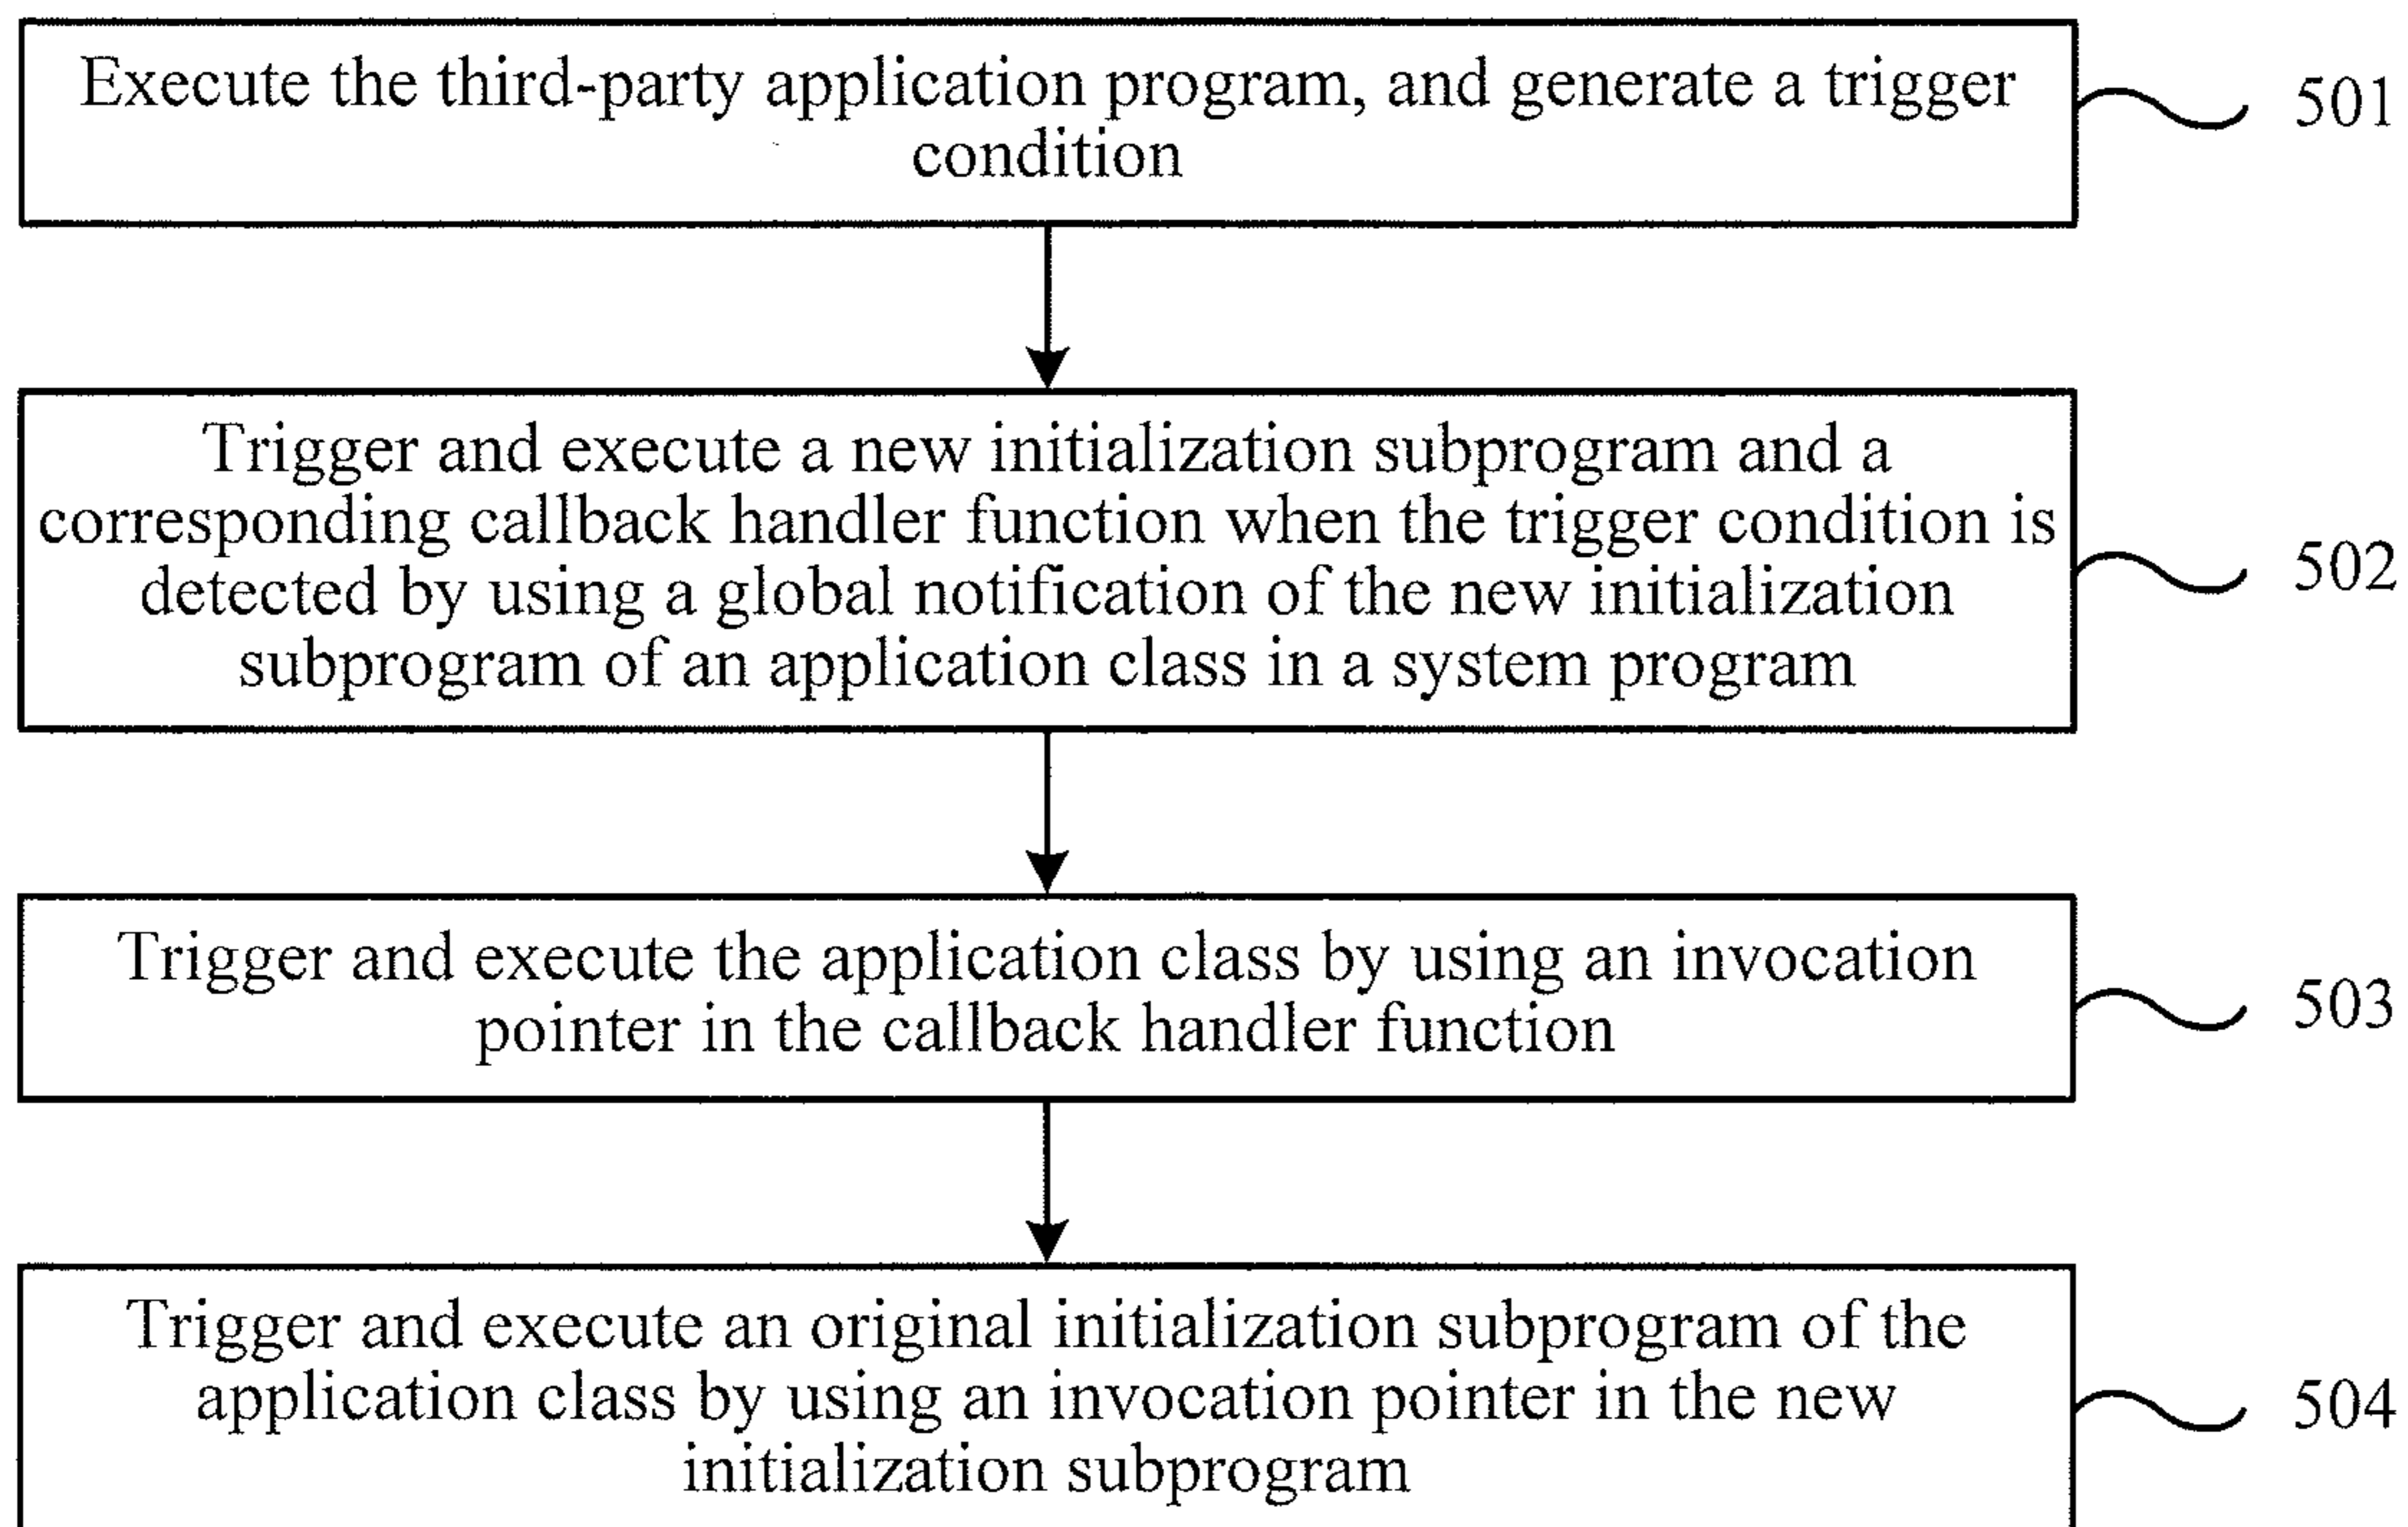 Execute the third-party application program, and generate a trigger
condition
501
Trigger and execute a new initialization subprogram and a
corresponding callback handler function when the trigger condition is
detected by using a global notification of the new initialization
subprogram of an application class in a system program
502
Trigger and execute the application class by using an invocation
pointer in the callback handler function
503
Trigger and execute an original initialization subprogram of the
application class by using an invocation pointer in the new
initialization subprogram
504